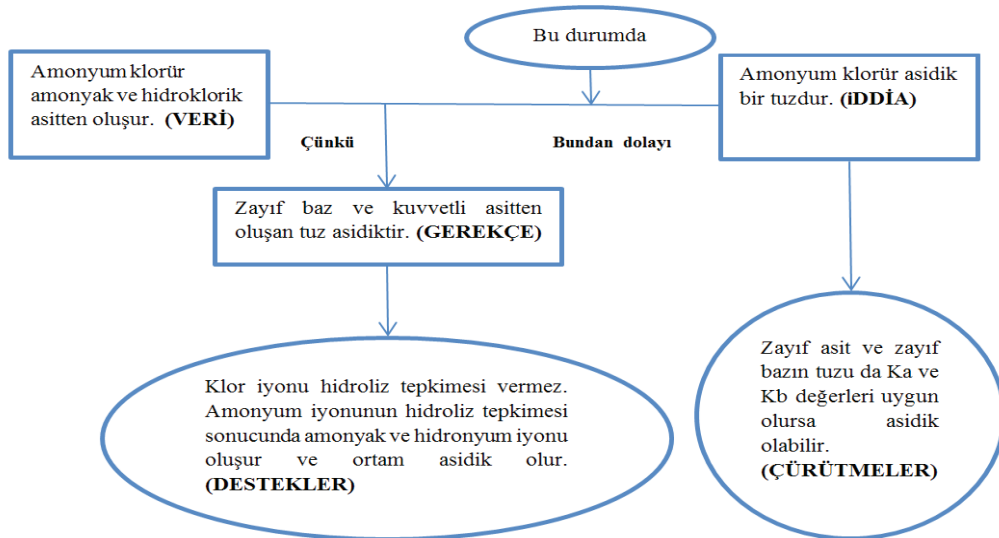 Bu durumda
Amonyum klorür
amonyak ve hidroklorik
asitten oluşur. (VERİ)
Amonyum klorür asidik
bir tuzdur. (iDDİA)
Çünkü
Bundan dolayı
Zayıf baz ve kuvvetli asitten
oluşan tuz asidiktir. (GEREKÇE)
Klor iyonu hidroliz tepkimesi vermez.
Amonyum iyonunun hidroliz tepkimesi
sonucunda amonyak ve hidronyum iyonu
oluşur ve ortam asidik olur.
(DESTEKLER)
Zayıf asit ve zayıf
bazın tuzu da Ka ve
Kb değerleri uygun
olursa asidik
olabilir.
(ÇÜRÜTMELER)